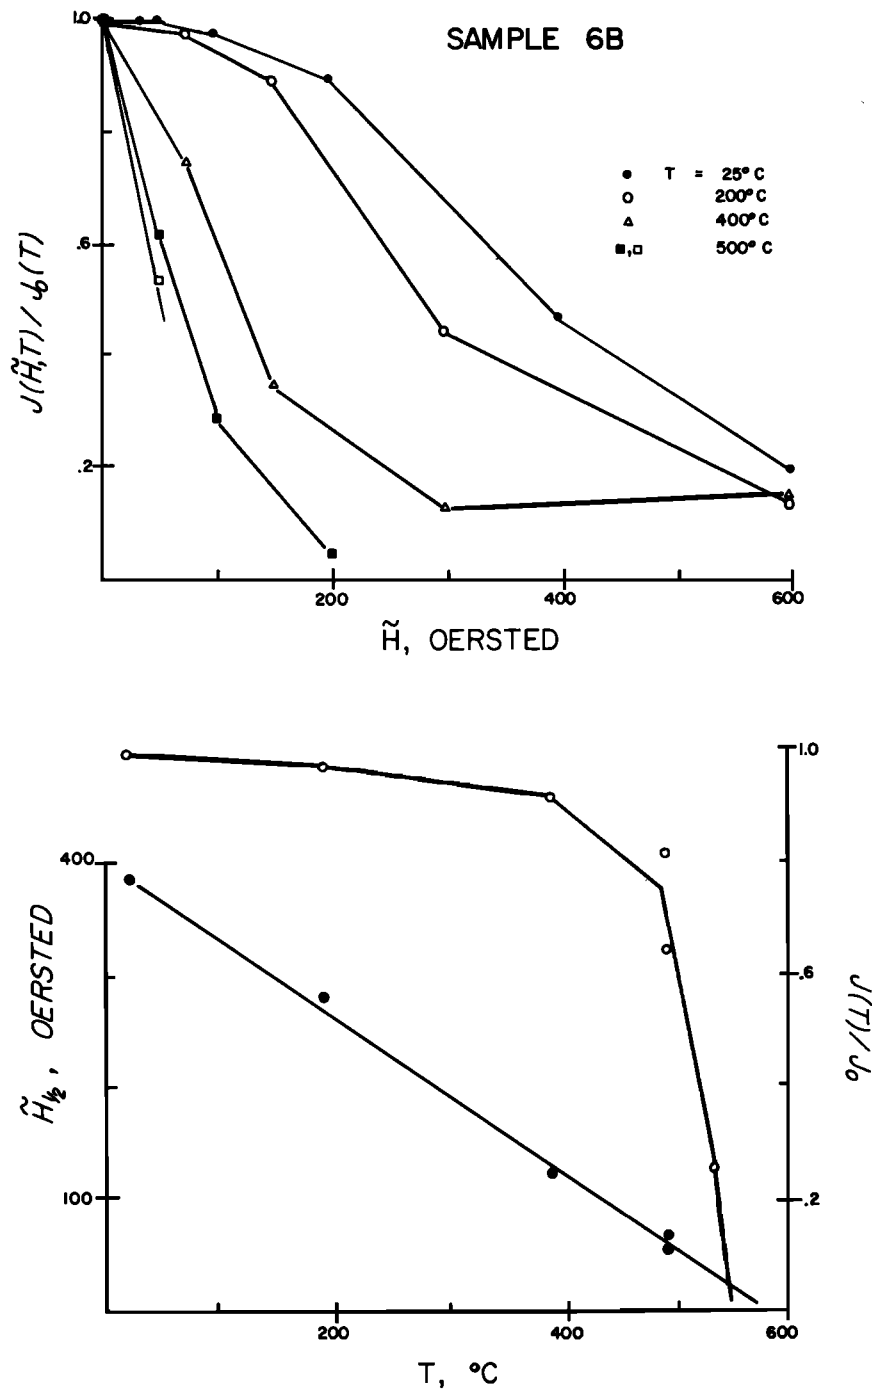 SAMPLE 6B
1.0
.6
.2
J(H̃,T) / J₀(T)
● T = 25° C
○ 200° C
△ 400° C
■,□ 500° C
200
400
600
H̃, OERSTED
400
100
H̃½, OERSTED
1.0
.6
.2
J(T) / J₀
200
400
600
T, °C